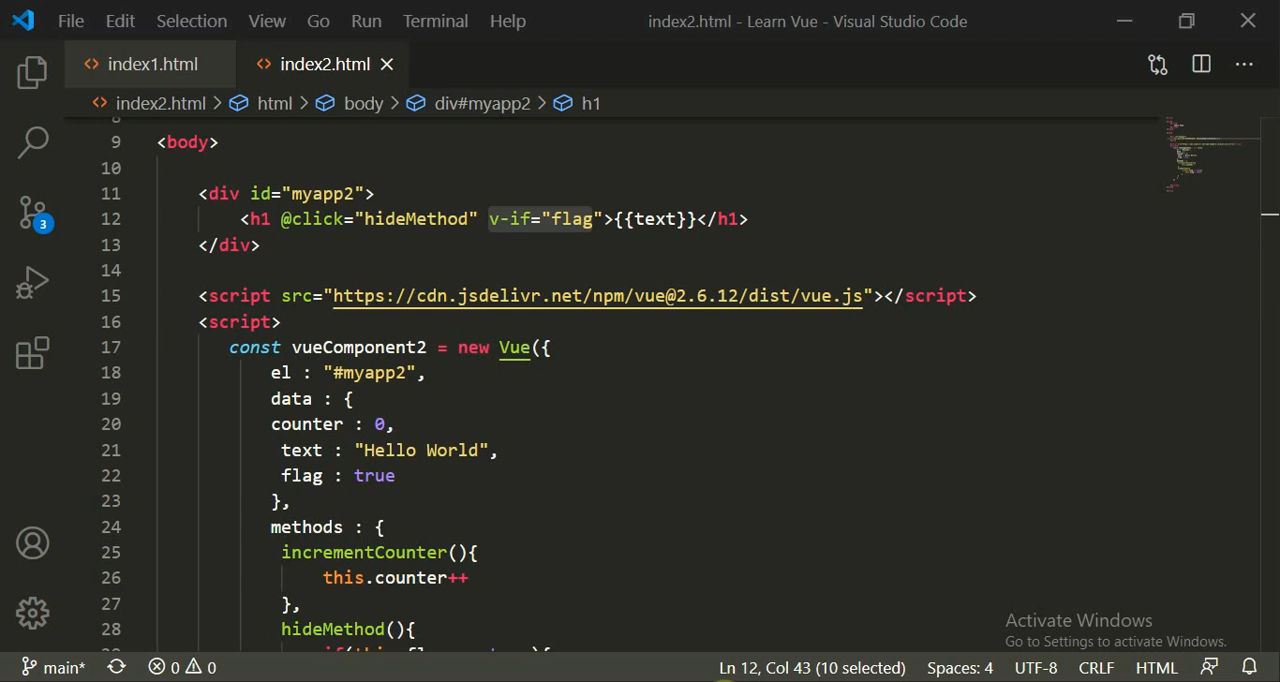 File Edit Selection View Go Run Terminal Help index2.html - Learn Vue - Visual Studio Code
index1.html index2.html
index2.html > html > body > div#myapp2 > h1
8
9 <body>
10
11 <div id="myapp2">
12 <h1 @click="hideMethod" v-if="flag">{{text}}</h1>
13 </div>
14
15 <script src="https://cdn.jsdelivr.net/npm/vue@2.6.12/dist/vue.js"></script>
16 <script>
17 const vueComponent2 = new Vue({
18 el : "#myapp2",
19 data : {
20 counter : 0,
21 text : "Hello World",
22 flag : true
23 },
24 methods : {
25 incrementCounter(){
26 this.counter++
27 },
28 hideMethod(){
3
Activate Windows
Go to Settings to activate Windows.
main* 0 0 Ln 12, Col 43 (10 selected) Spaces: 4 UTF-8 CRLF HTML